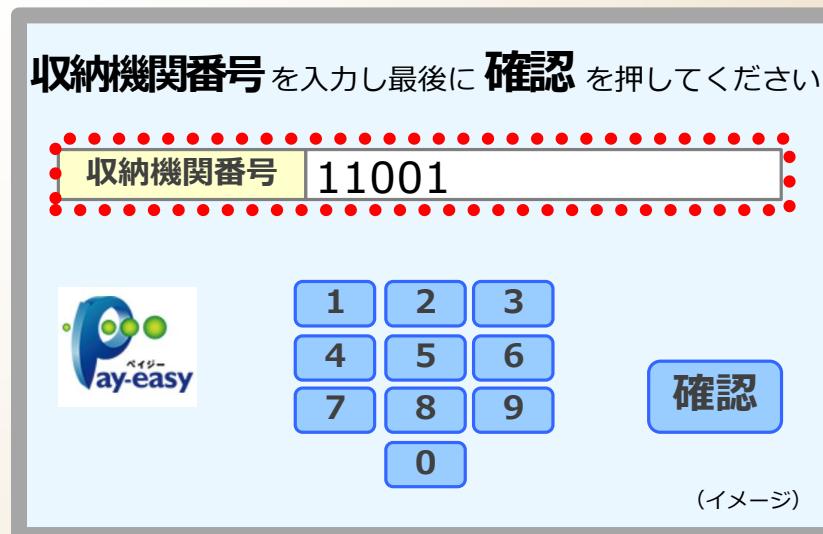 収納機関番号を入力し最後に 確認 を押してください
収納機関番号 11001
ペイジー
Pay-easy
1 2 3
4 5 6
7 8 9
0
確認
（イメージ）